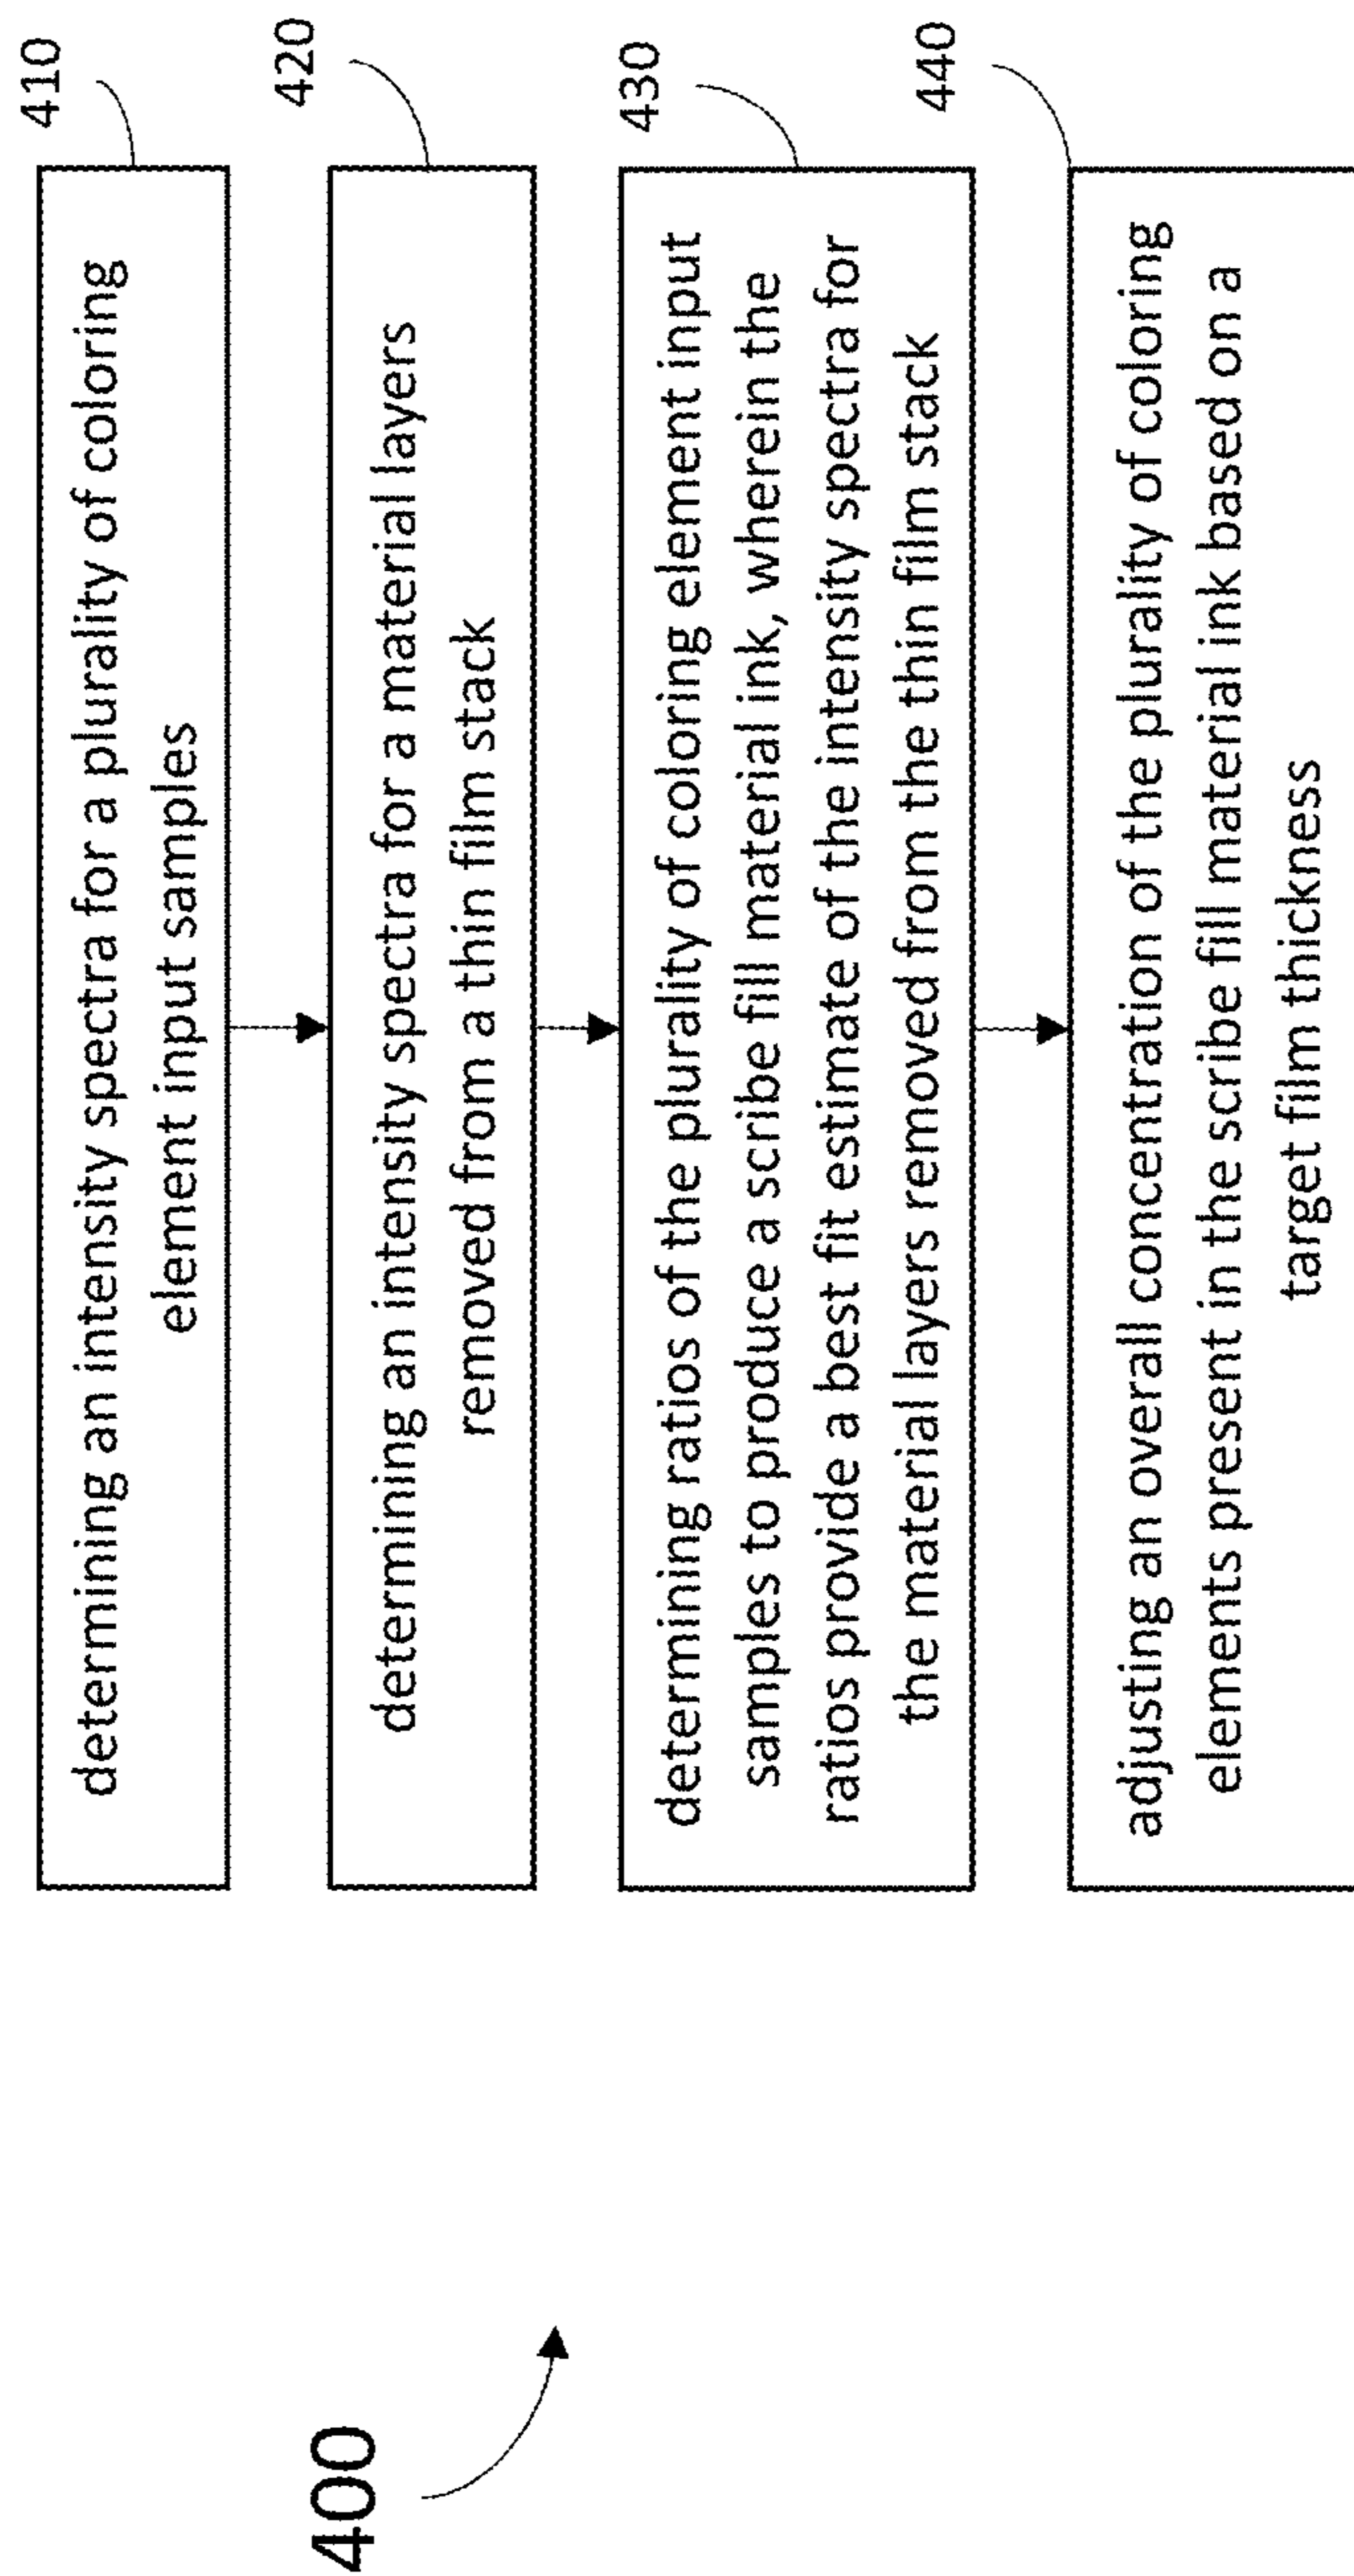 400
410
determining an intensity spectra for a plurality of coloring
element input samples
420
determining an intensity spectra for a material layers
removed from a thin film stack
430
determining ratios of the plurality of coloring element input
samples to produce a scribe fill material ink, wherein the
ratios provide a best fit estimate of the intensity spectra for
the material layers removed from the thin film stack
440
adjusting an overall concentration of the plurality of coloring
elements present in the scribe fill material ink based on a
target film thickness